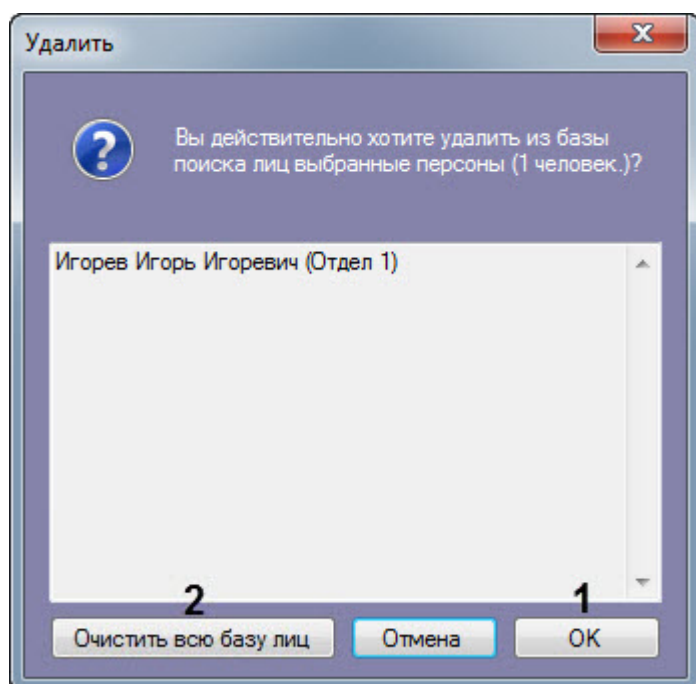 Удалить
Вы действительно хотите удалить из базы
поиска лиц выбранные персоны (1 человек.)?
Игорев Игорь Игоревич (Отдел 1)
2 1
Очистить всю базу лиц Отмена OK